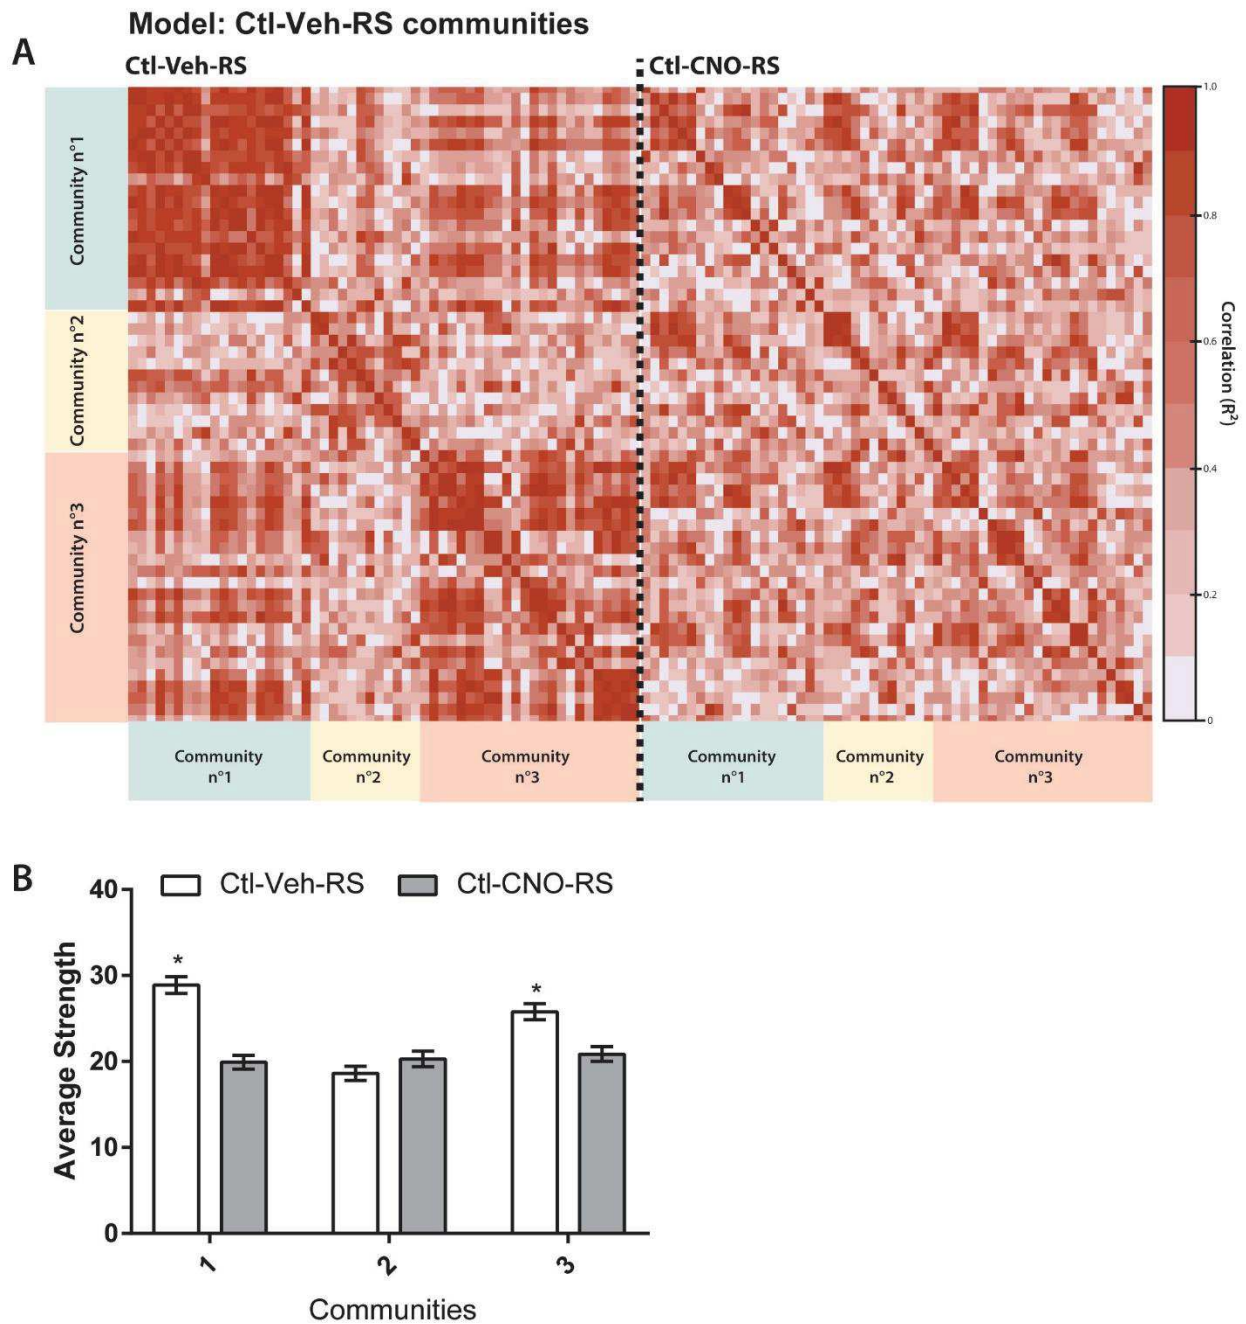 Model: Ctl-Veh-RS communities
A
Ctl-Veh-RS
Ctl-CNO-RS
Community n°1
Community n°2
Community n°3
1.0
0.8
0.6
0.4
0.2
0
Correlation (R²)
Community
n°1
Community
n°2
Community
n°3
Community
n°1
Community
n°2
Community
n°3
B
Ctl-Veh-RS
Ctl-CNO-RS
Average Strength
40
30
20
10
0
*
*
1
2
3
Communities